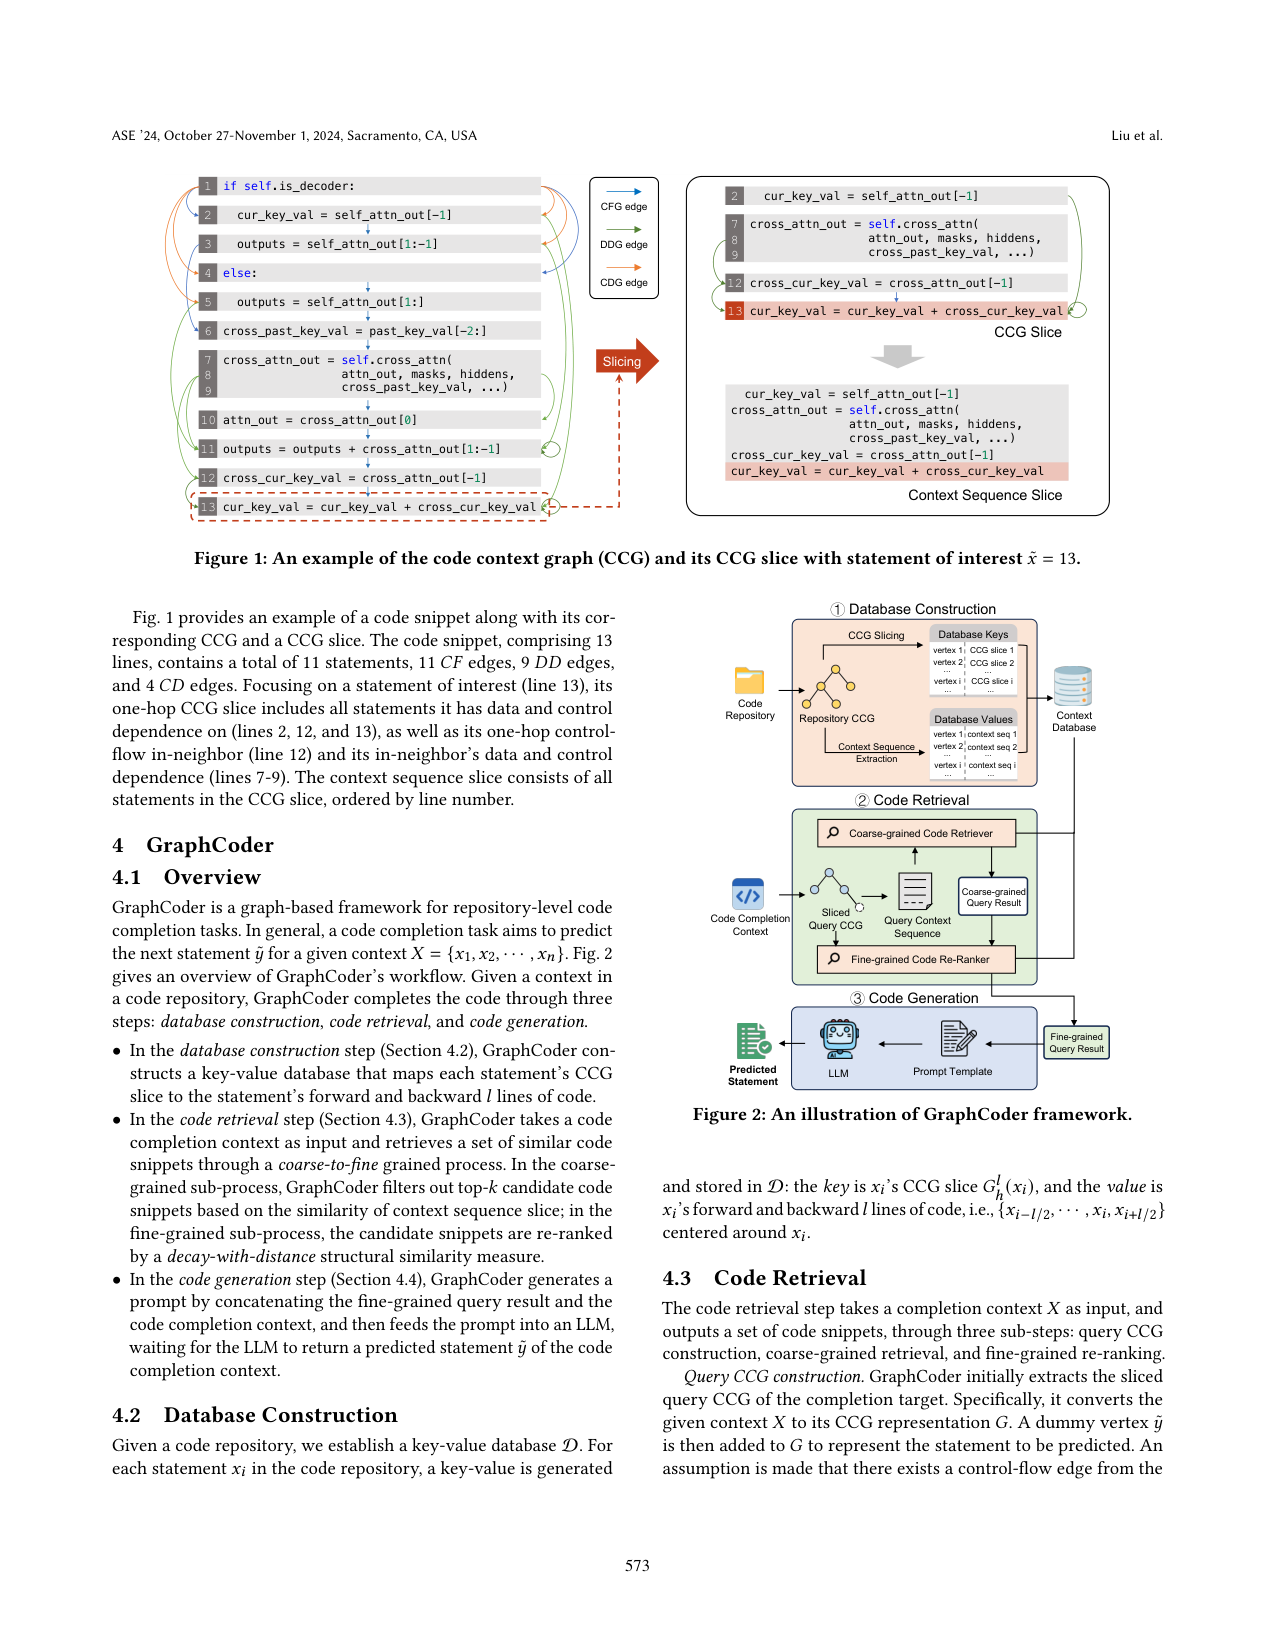 ASE ’24, October 27-November 1, 2024, Sacramento, CA, USA
Liu et al.
1 if self.is_decoder:
2 cur_key_val = self_attn_out[-1]
3 outputs = self_attn_out[1:-1]
4 else:
5 outputs = self_attn_out[1:]
6 cross_past_key_val = past_key_val[-2:]
7 cross_attn_out = self.cross_attn(
8 attn_out, masks, hiddens,
9 cross_past_key_val, ...)
10 attn_out = cross_attn_out[0]
11 outputs = outputs + cross_attn_out[1:-1]
12 cross_cur_key_val = cross_attn_out[-1]
13 cur_key_val = cur_key_val + cross_cur_key_val
CFG edge
DDG edge
CDG edge
Slicing
2 cur_key_val = self_attn_out[-1]
7 cross_attn_out = self.cross_attn(
8 attn_out, masks, hiddens,
9 cross_past_key_val, ...)
12 cross_cur_key_val = cross_attn_out[-1]
13 cur_key_val = cur_key_val + cross_cur_key_val
CCG Slice
cur_key_val = self_attn_out[-1]
cross_attn_out = self.cross_attn(
attn_out, masks, hiddens,
cross_past_key_val, ...)
cross_cur_key_val = cross_attn_out[-1]
cur_key_val = cur_key_val + cross_cur_key_val
Context Sequence Slice
Figure 1: An example of the code context graph (CCG) and its CCG slice with statement of interest x̃ = 13.
Fig. 1 provides an example of a code snippet along with its cor-
responding CCG and a CCG slice. The code snippet, comprising 13
lines, contains a total of 11 statements, 11 CF edges, 9 DD edges,
and 4 CD edges. Focusing on a statement of interest (line 13), its
one-hop CCG slice includes all statements it has data and control
dependence on (lines 2, 12, and 13), as well as its one-hop control-
flow in-neighbor (line 12) and its in-neighbor’s data and control
dependence (lines 7-9). The context sequence slice consists of all
statements in the CCG slice, ordered by line number.
4 GraphCoder
4.1 Overview
GraphCoder is a graph-based framework for repository-level code
completion tasks. In general, a code completion task aims to predict
the next statement ỹ for a given context X = {x₁, x₂, · · · , xₙ}. Fig. 2
gives an overview of GraphCoder’s workflow. Given a context in
a code repository, GraphCoder completes the code through three
steps: database construction, code retrieval, and code generation.
• In the database construction step (Section 4.2), GraphCoder con-
structs a key-value database that maps each statement’s CCG
slice to the statement’s forward and backward l lines of code.
• In the code retrieval step (Section 4.3), GraphCoder takes a code
completion context as input and retrieves a set of similar code
snippets through a coarse-to-fine grained process. In the coarse-
grained sub-process, GraphCoder filters out top-k candidate code
snippets based on the similarity of context sequence slice; in the
fine-grained sub-process, the candidate snippets are re-ranked
by a decay-with-distance structural similarity measure.
• In the code generation step (Section 4.4), GraphCoder generates a
prompt by concatenating the fine-grained query result and the
code completion context, and then feeds the prompt into an LLM,
waiting for the LLM to return a predicted statement ỹ of the code
completion context.
4.2 Database Construction
Given a code repository, we establish a key-value database 𝒟. For
each statement xᵢ in the code repository, a key-value is generated
① Database Construction
CCG Slicing
Database Keys
vertex 1 CCG slice 1
vertex 2 CCG slice 2
... ...
vertex i CCG slice i
... ...
Code
Repository
Repository CCG
Context
Database
Database Values
vertex 1 context seq 1
vertex 2 context seq 2
... ...
vertex i context seq i
... ...
Context Sequence
Extraction
② Code Retrieval
Coarse-grained Code Retriever
Code Completion
Context
Sliced
Query CCG
Query Context
Sequence
Coarse-grained
Query Result
Fine-grained Code Re-Ranker
③ Code Generation
Predicted
Statement
LLM
AI
Prompt Template
Fine-grained
Query Result
Figure 2: An illustration of GraphCoder framework.
and stored in 𝒟: the key is xᵢ’s CCG slice Gₕˡ(xᵢ), and the value is
xᵢ’s forward and backward l lines of code, i.e., {x_{i−l/2}, · · · , xᵢ, x_{i+l/2}}
centered around xᵢ.
4.3 Code Retrieval
The code retrieval step takes a completion context X as input, and
outputs a set of code snippets, through three sub-steps: query CCG
construction, coarse-grained retrieval, and fine-grained re-ranking.
Query CCG construction. GraphCoder initially extracts the sliced
query CCG of the completion target. Specifically, it converts the
given context X to its CCG representation G. A dummy vertex ỹ
is then added to G to represent the statement to be predicted. An
assumption is made that there exists a control-flow edge from the
573